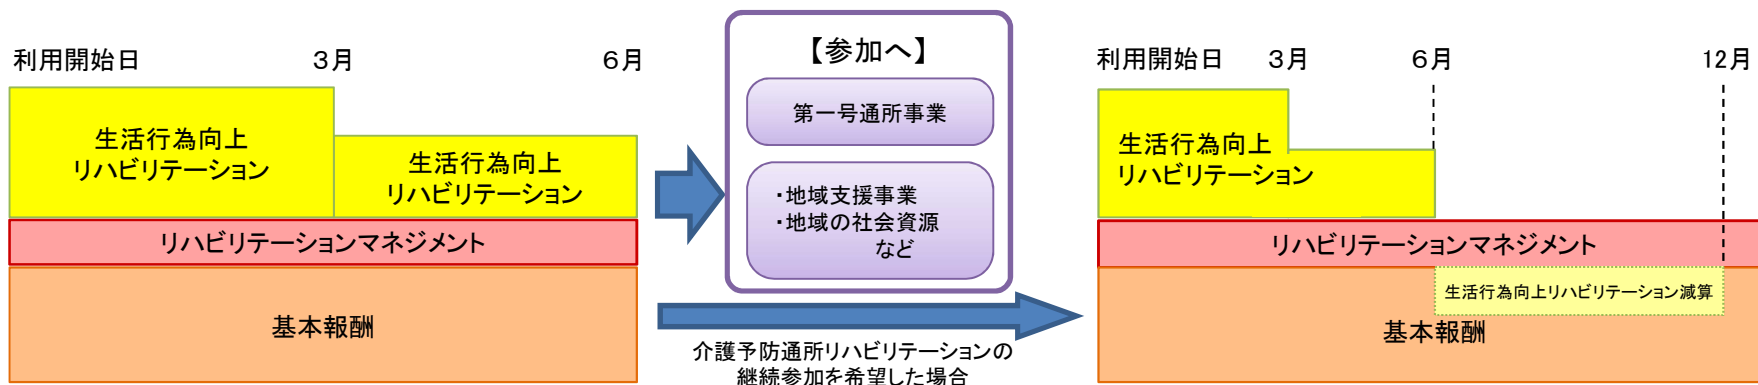 利用開始日
３月
６月
生活行為向上
リハビリテーション
生活行為向上
リハビリテーション
リハビリテーションマネジメント
基本報酬
【参加へ】
第一号通所事業
・地域支援事業
・地域の社会資源
など
介護予防通所リハビリテーションの
継続参加を希望した場合
利用開始日
３月
６月
12月
生活行為向上
リハビリテーション
リハビリテーションマネジメント
生活行為向上リハビリテーション減算
基本報酬